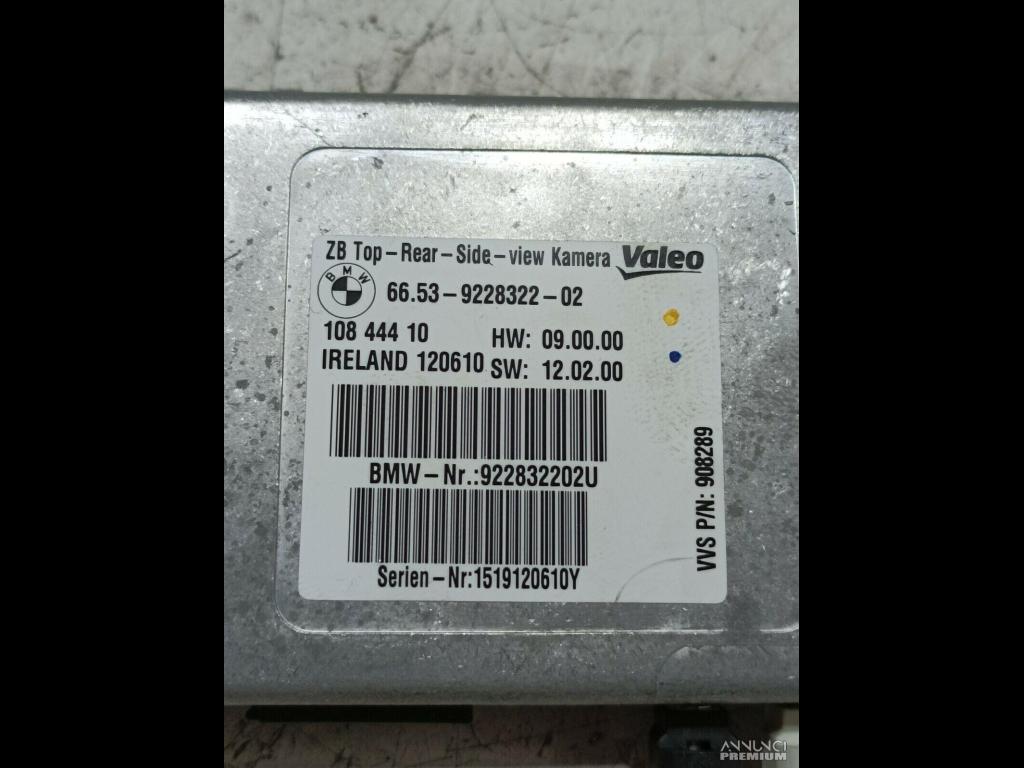 ZB Top-Rear-Side-view Kamera Valeo
BMW
66.53-9228322-02
108 444 10 HW: 09.00.00
IRELAND 120610 SW: 12.02.00
BMW-Nr.:922832202U
Serien-Nr:1519120610Y
VVS P/N: 908289
ANNUNCI
PREMIUM